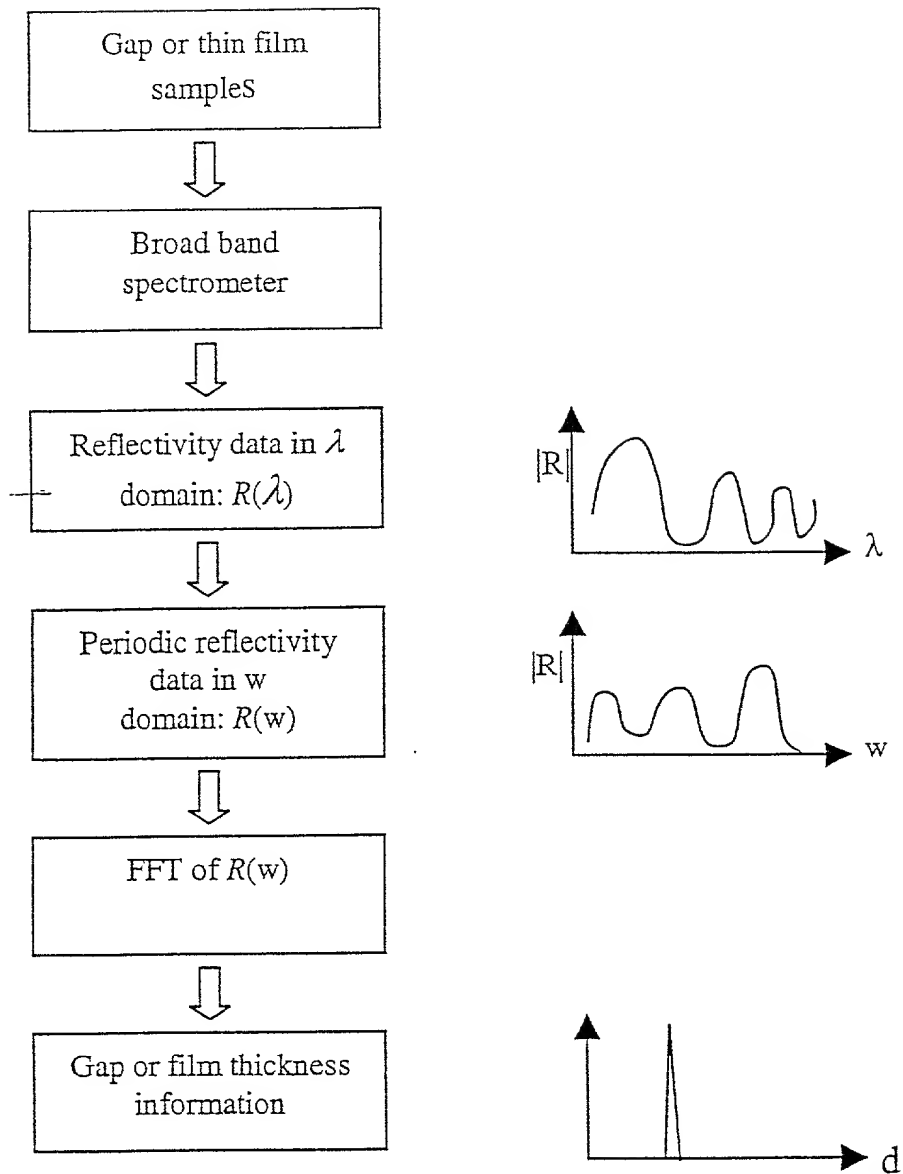 Gap or thin film
samples
Broad band
spectrometer
Reflectivity data in λ
domain: R(λ)
|R|
λ
Periodic reflectivity
data in w
domain: R(w)
|R|
w
FFT of R(w)
Gap or film thickness
information
d